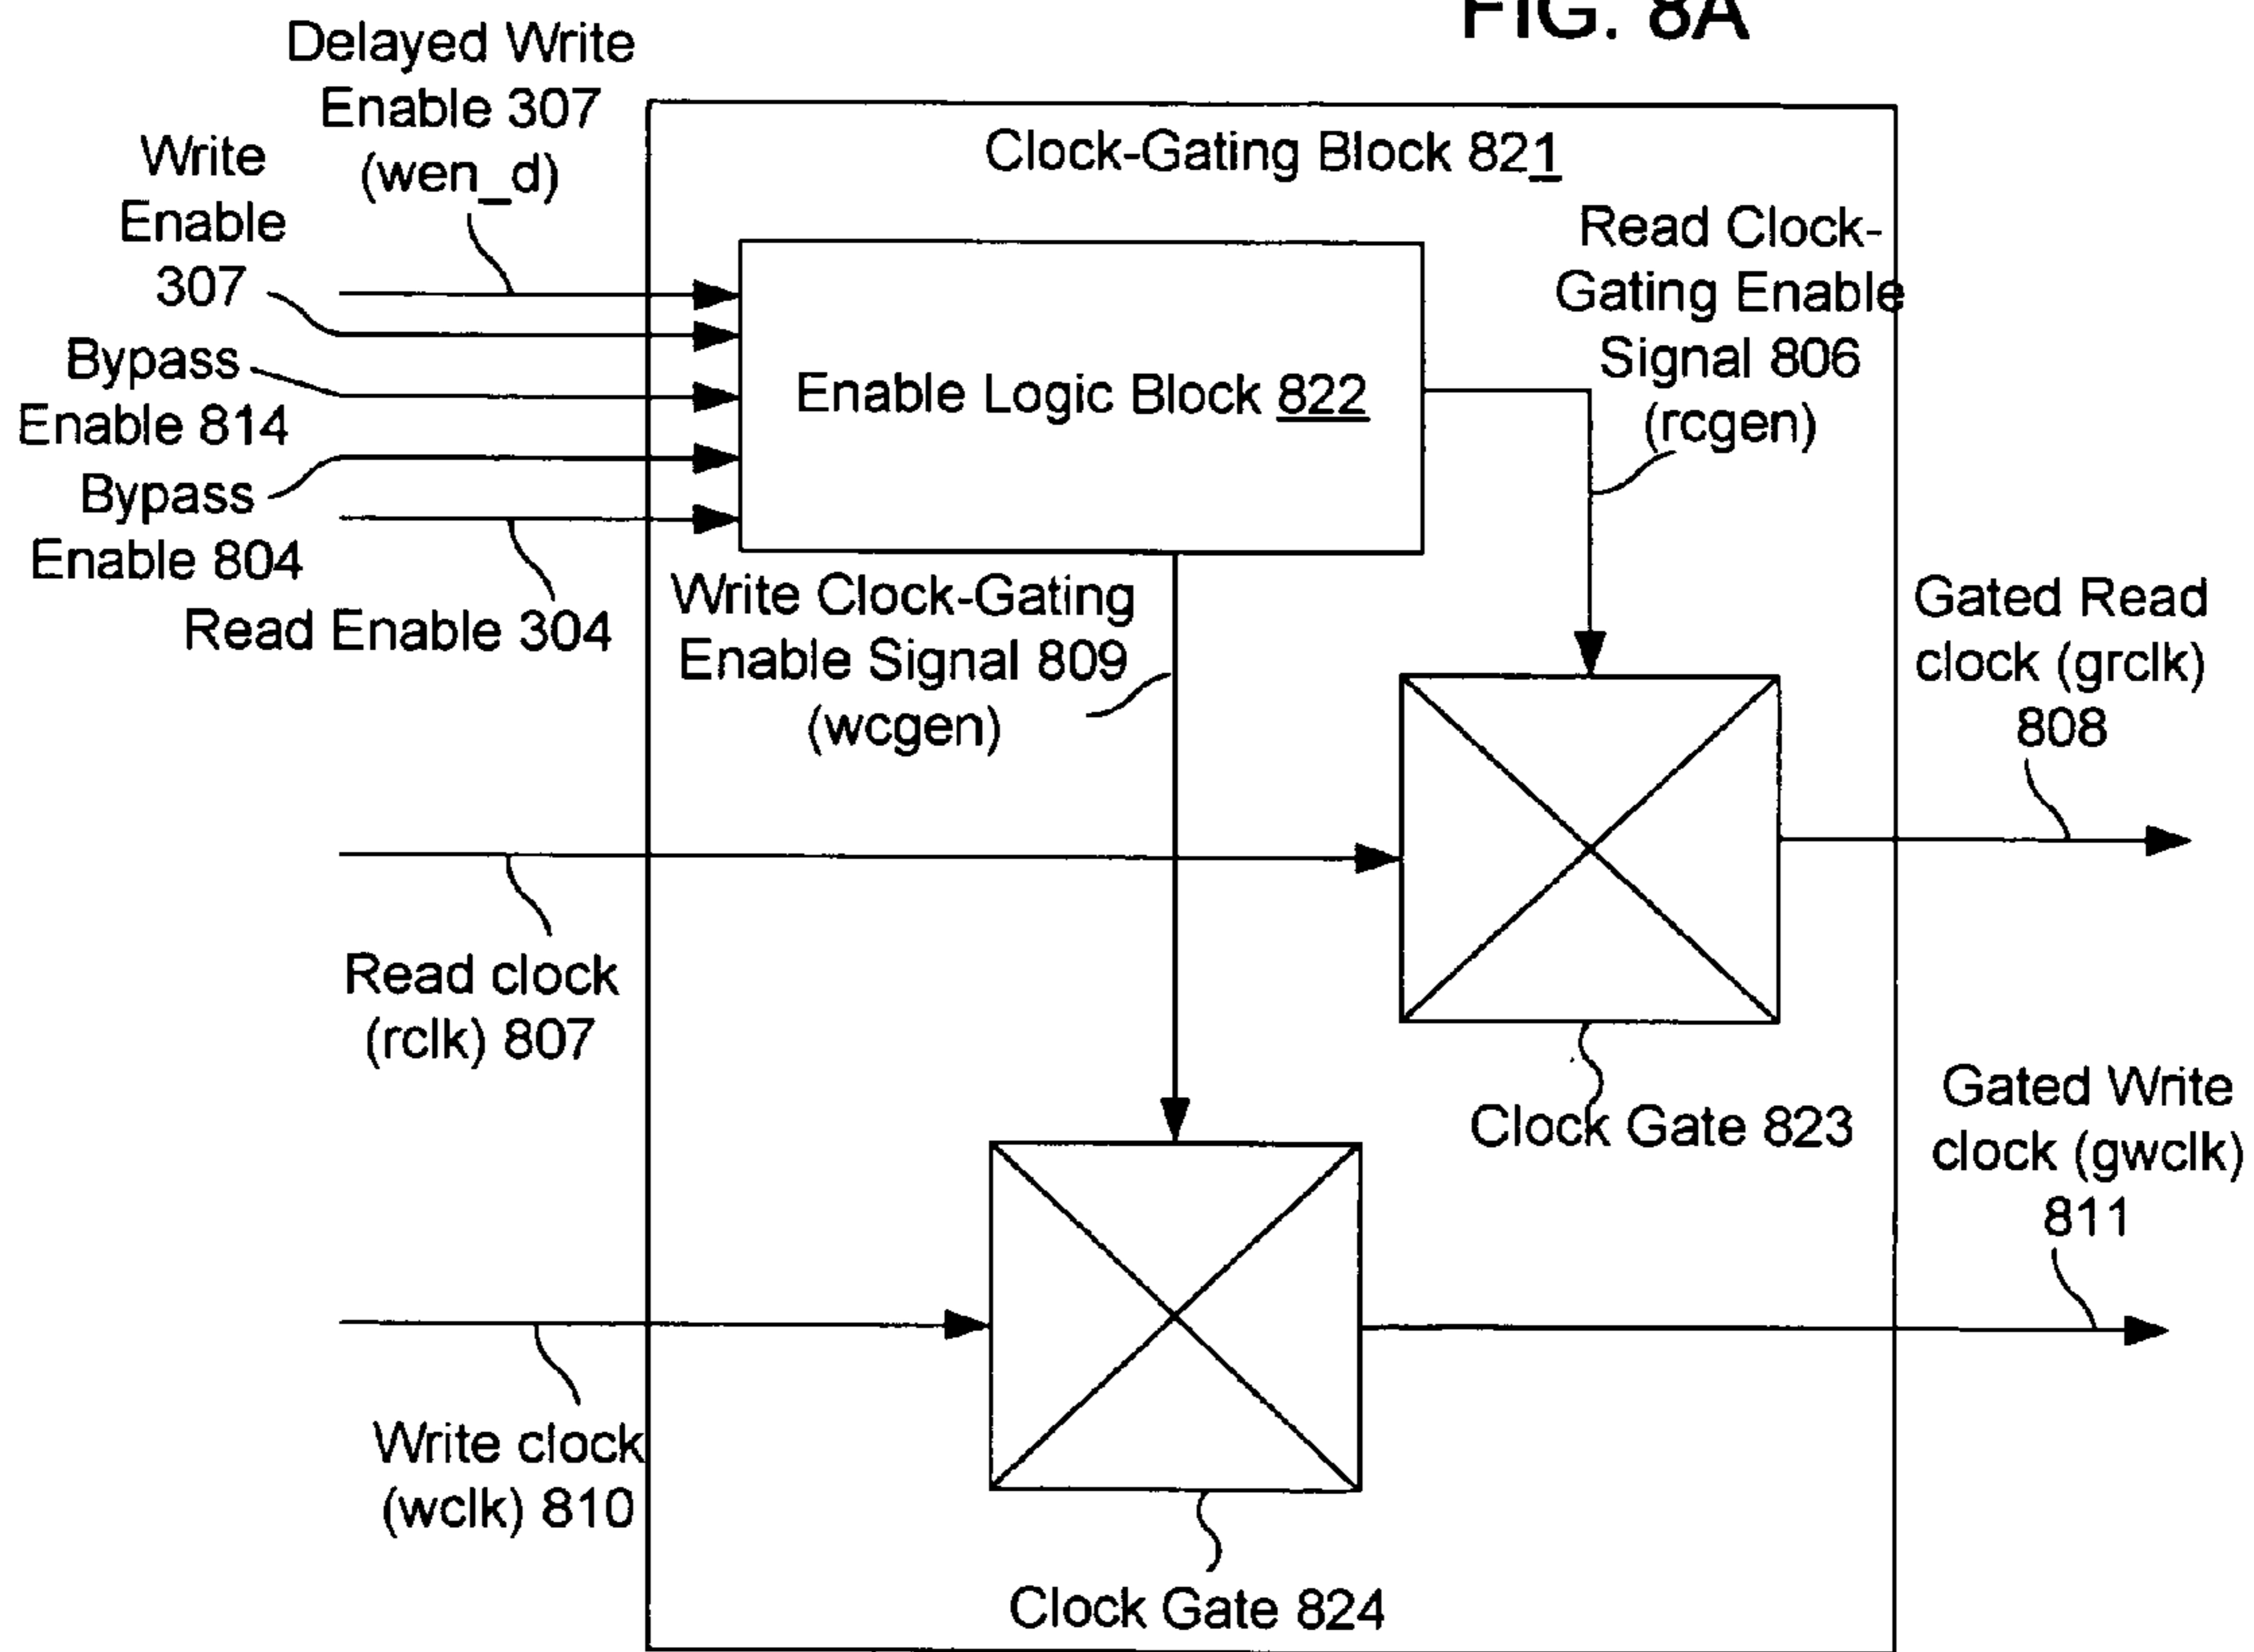 FIG. 8A
Delayed Write
Enable 307
(wen_d)
Write
Enable
307
Bypass
Enable 814
Bypass
Enable 804
Read Enable 304
Clock-Gating Block 821
Enable Logic Block 822
Read Clock-
Gating Enable
Signal 806
(rcgen)
Write Clock-Gating
Enable Signal 809
(wcgen)
Gated Read
clock (grclk)
808
Read clock
(rclk) 807
Clock Gate 823
Gated Write
clock (gwclk)
811
Write clock
(wclk) 810
Clock Gate 824